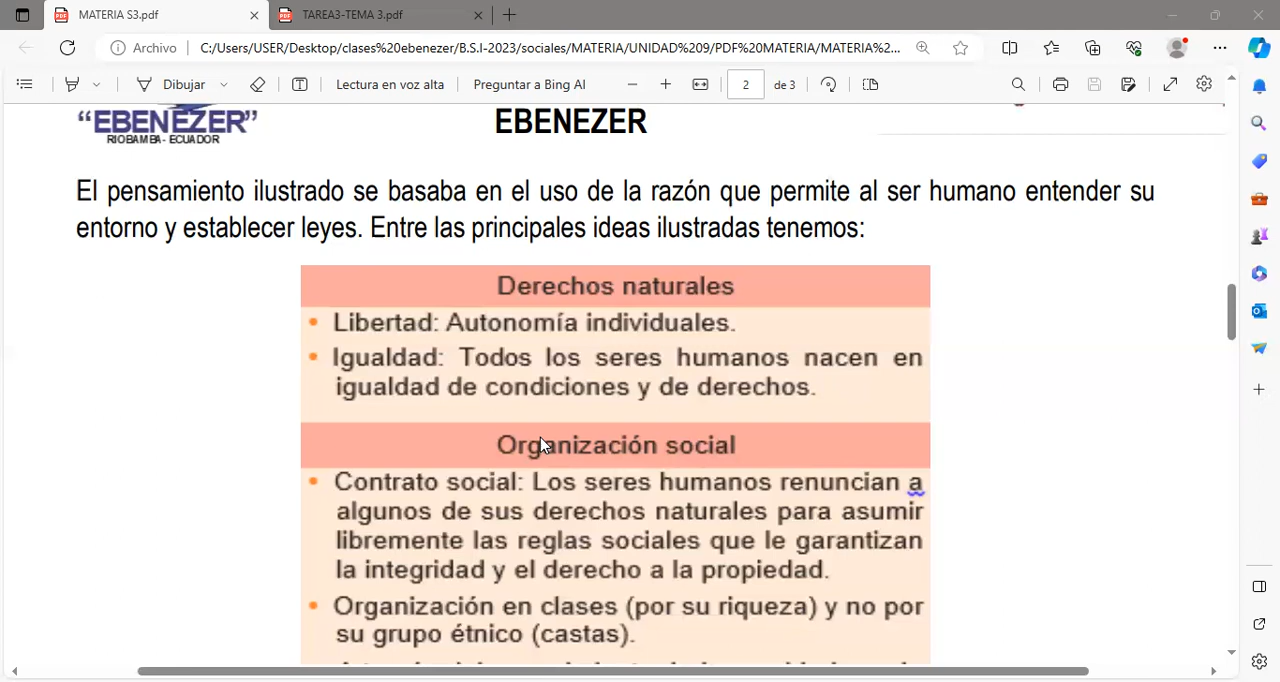 MATERIA S3.pdf
TAREA3-TEMA 3.pdf
Archivo
C:/Users/USER/Desktop/clases%20ebenezer/B.S.I-2023/sociales/MATERIA/UNIDAD%209/PDF%20MATERIA/MATERIA%2...
Dibujar
Lectura en voz alta
Preguntar a Bing AI
2
de 3
“EBENEZER”
RIOBAMBA - ECUADOR
EBENEZER
El pensamiento ilustrado se basaba en el uso de la razón que permite al ser humano entender su
entorno y establecer leyes. Entre las principales ideas ilustradas tenemos:
Derechos naturales
• Libertad: Autonomía individuales.
• Igualdad: Todos los seres humanos nacen en
igualdad de condiciones y de derechos.
Organización social
• Contrato social: Los seres humanos renuncian a
algunos de sus derechos naturales para asumir
libremente las reglas sociales que le garantizan
la integridad y el derecho a la propiedad.
• Organización en clases (por su riqueza) y no por
su grupo étnico (castas).